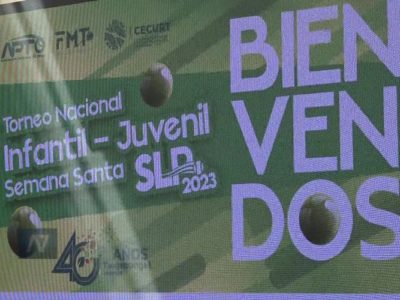 APTO
FMT
CECURT
Torneo Nacional
Infantil - Juvenil
Semana Santa SLP
2023
BIEN
VEN
DOS
40 AÑOS